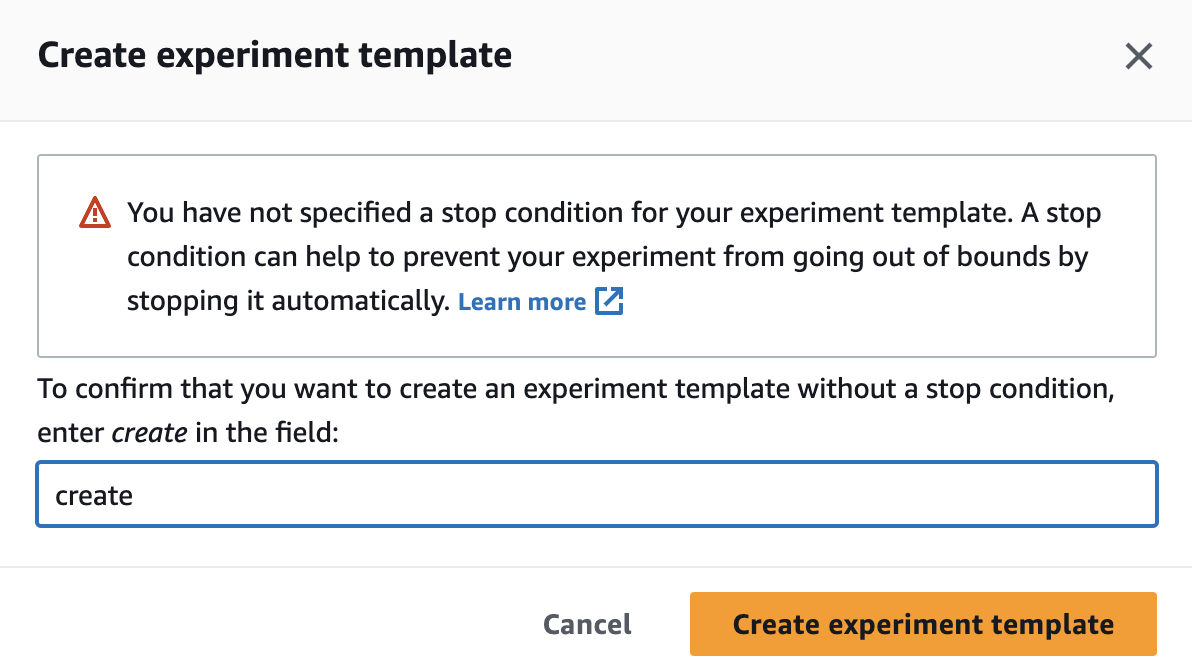 Create experiment template
You have not specified a stop condition for your experiment template. A stop
condition can help to prevent your experiment from going out of bounds by
stopping it automatically. Learn more
To confirm that you want to create an experiment template without a stop condition,
enter create in the field:
create
Cancel Create experiment template